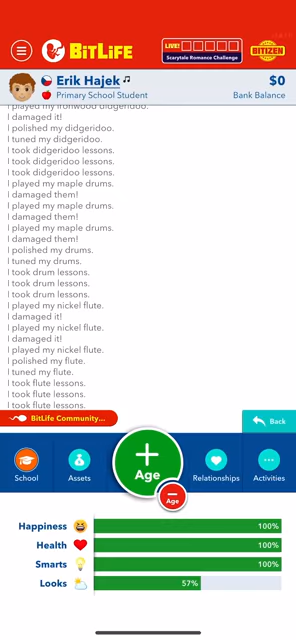 LIVE!
BITLIFE
Scarytale Romance Challenge
BITIZEN
Erik Hajek
$0
Primary School Student
Bank Balance
I played my ironwood didgeridoo.
I damaged it!
I polished my didgeridoo.
I tuned my didgeridoo.
I took didgeridoo lessons.
I took didgeridoo lessons.
I took didgeridoo lessons.
I played my maple drums.
I damaged them!
I played my maple drums.
I damaged them!
I played my maple drums.
I damaged them!
I polished my drums.
I tuned my drums.
I took drum lessons.
I took drum lessons.
I took drum lessons.
I played my nickel flute.
I damaged it!
I played my nickel flute.
I damaged it!
I played my nickel flute.
I polished my flute.
I tuned my flute.
I took flute lessons.
I took flute lessons.
I took flute lessons.
BitLife Community...
Back
School
Assets
Age
Age
Relationships
Activities
Happiness
100%
Health
100%
Smarts
100%
Looks
57%